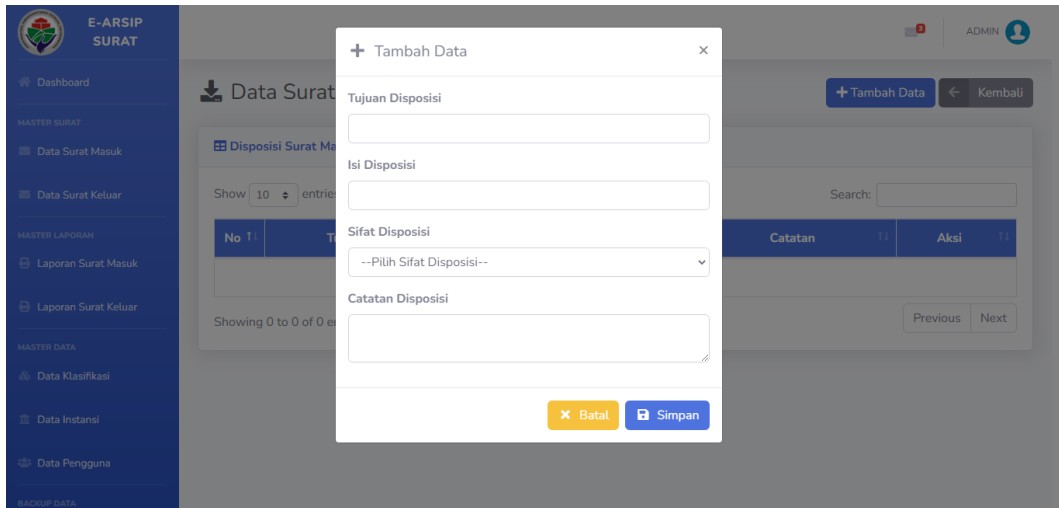 E-ARSIP
SURAT
3
ADMIN
Dashboard
MASTER SURAT
Data Surat Masuk
Data Surat Keluar
MASTER LAPORAN
Laporan Surat Masuk
Laporan Surat Keluar
MASTER DATA
Data Klasifikasi
Data Instansi
Data Pengguna
BACKUP DATA
Data Surat
Tambah Data
Kembali
Disposisi Surat Ma
Show 10 entries
Search:
No
Catatan
Aksi
Showing 0 to 0 of 0 en
Previous Next
Tambah Data
Tujuan Disposisi
Isi Disposisi
Sifat Disposisi
--Pilih Sifat Disposisi--
Catatan Disposisi
Batal
Simpan